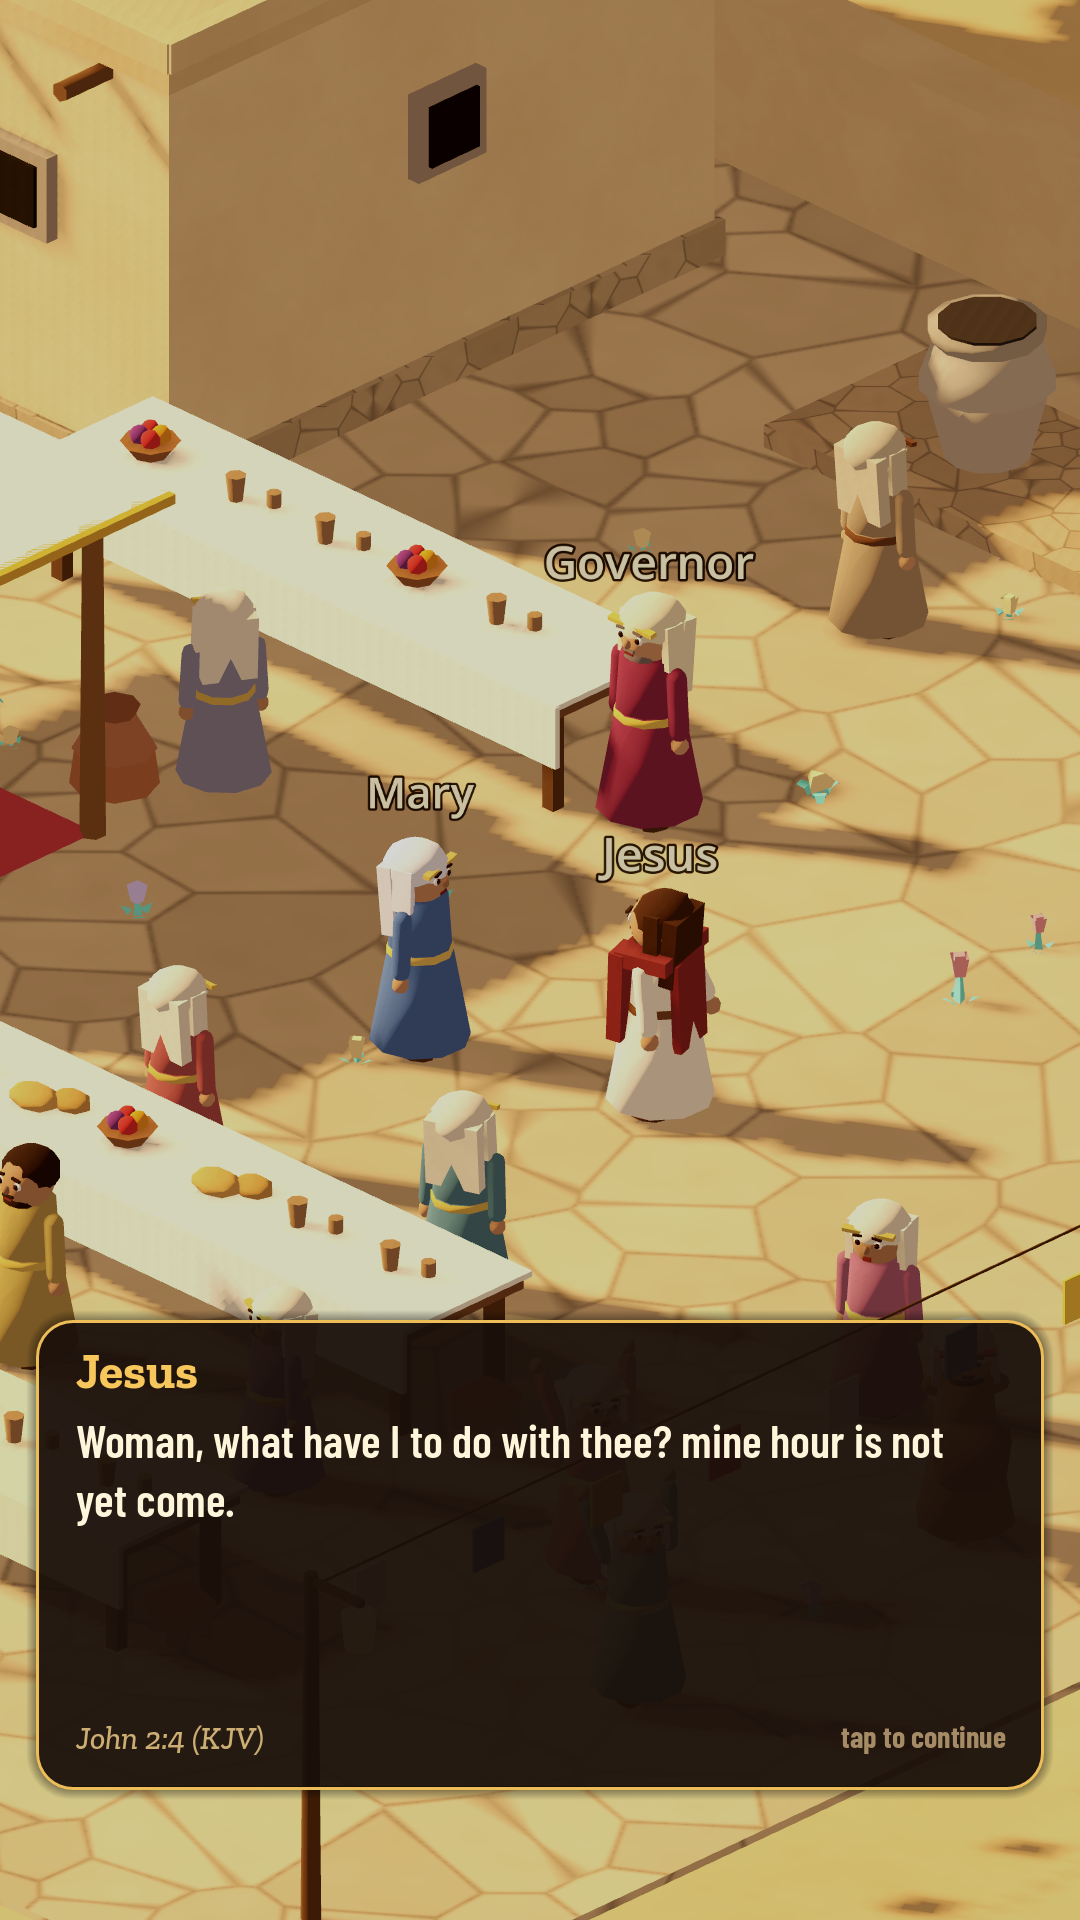 Governor
Mary
Jesus
Jesus
Woman, what have I to do with thee? mine hour is not
yet come.
John 2:4 (KJV)
tap to continue